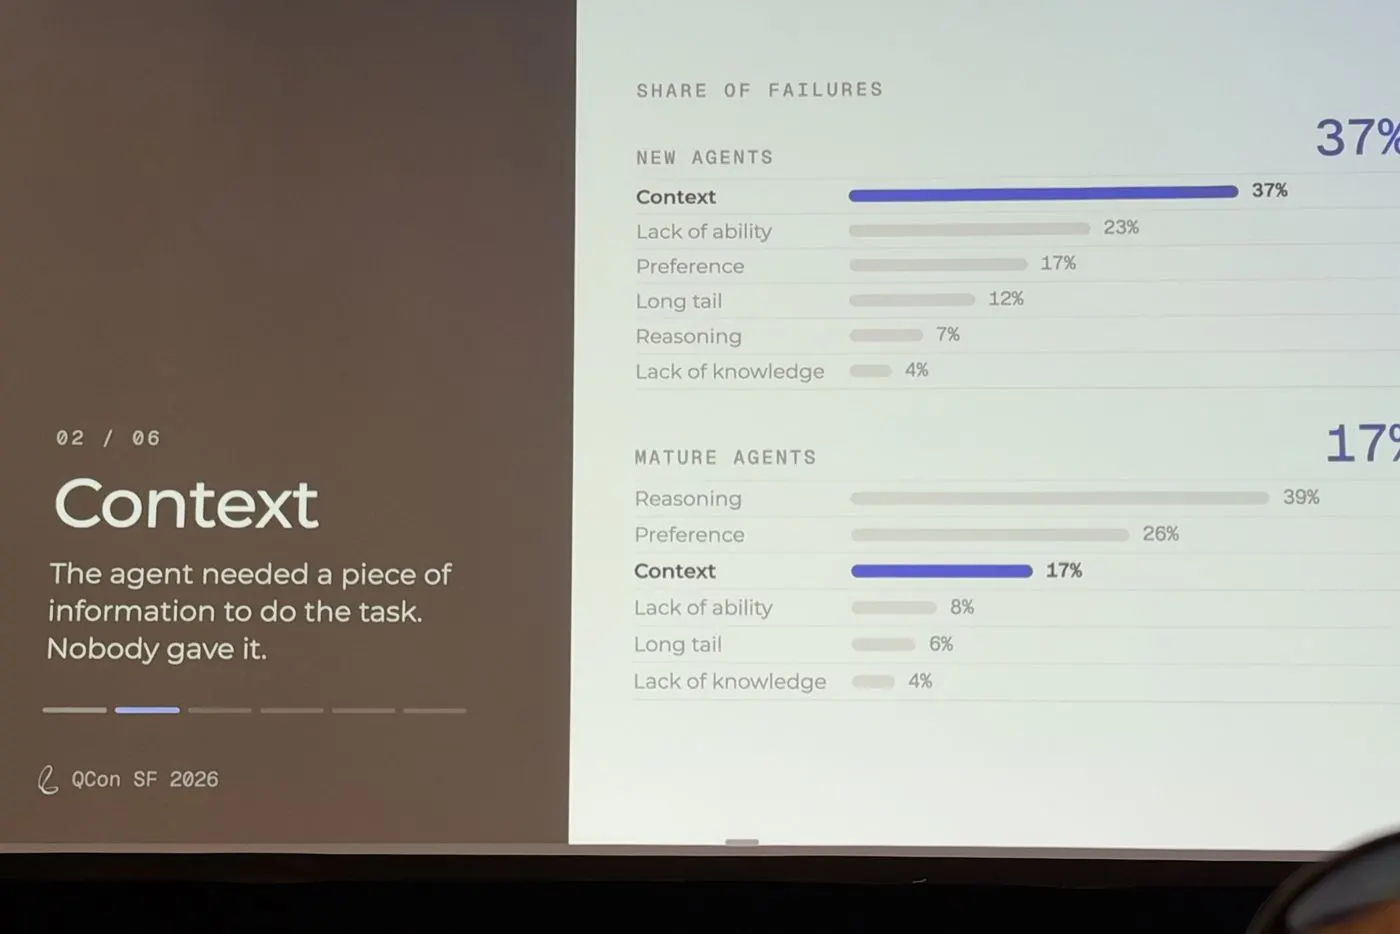 02 / 06
Context
The agent needed a piece of
information to do the task.
Nobody gave it.
QCon SF 2026
SHARE OF FAILURES
NEW AGENTS
37%
Context 37%
Lack of ability 23%
Preference 17%
Long tail 12%
Reasoning 7%
Lack of knowledge 4%
MATURE AGENTS
17%
Reasoning 39%
Preference 26%
Context 17%
Lack of ability 8%
Long tail 6%
Lack of knowledge 4%